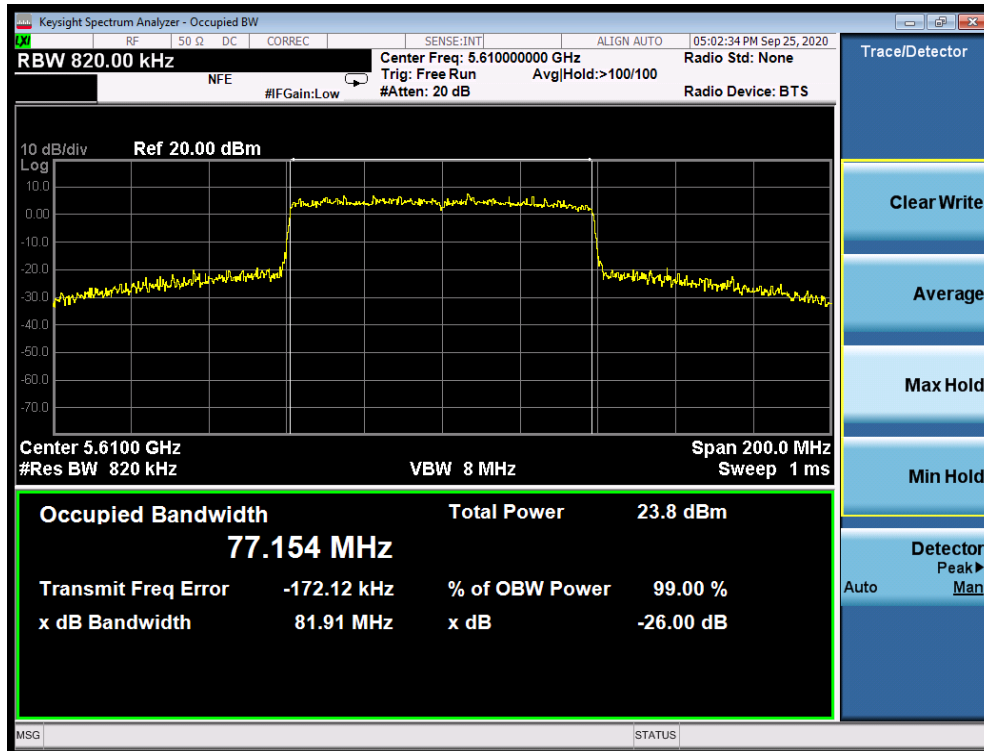 Keysight Spectrum Analyzer - Occupied BW
LXI RF 50 Ω DC CORREC SENSE:INT ALIGN AUTO 05:02:34 PM Sep 25, 2020
RBW 820.00 kHz Center Freq: 5.610000000 GHz Radio Std: None
NFE Trig: Free Run Avg|Hold:>100/100
#IFGain:Low #Atten: 20 dB Radio Device: BTS
10 dB/div Ref 20.00 dBm
Log
10.0
0.00
-10.0
-20.0
-30.0
-40.0
-50.0
-60.0
-70.0
Center 5.6100 GHz Span 200.0 MHz
#Res BW 820 kHz VBW 8 MHz Sweep 1 ms
Occupied Bandwidth Total Power 23.8 dBm
77.154 MHz
Transmit Freq Error -172.12 kHz % of OBW Power 99.00 %
x dB Bandwidth 81.91 MHz x dB -26.00 dB
MSG STATUS
Trace/Detector
Clear Write
Average
Max Hold
Min Hold
Detector
Peak▶
Auto Man